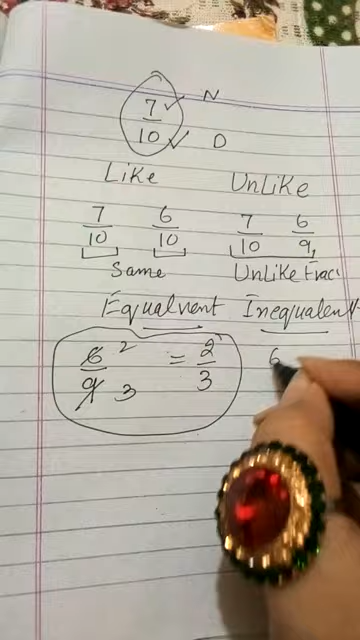 7 N
10 D
Like UnLike
7 6 7 6
10 10 10 9
Same UnLike Frac
Equalvent Inequalent
6 2 = 2 6
9 3 3